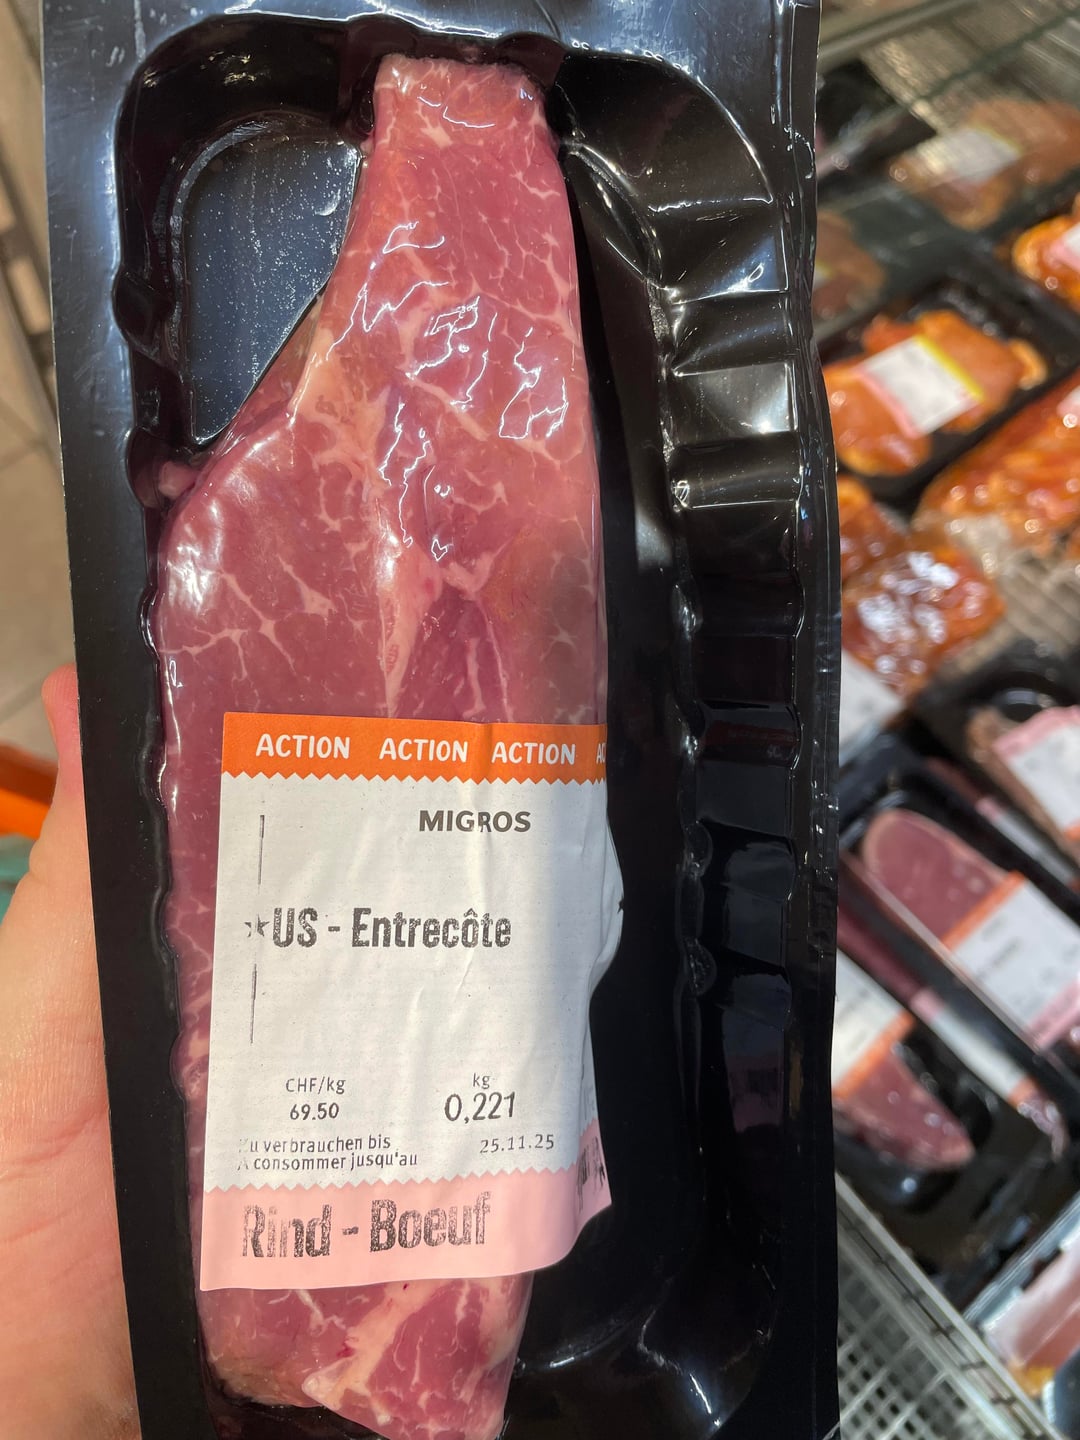 ACTION ACTION ACTION
MIGROS
★US - Entrecôte
CHF/kg
69.50
kg
0,221
Zu verbrauchen bis
A consommer jusqu'au
25.11.25
Rind - Boeuf